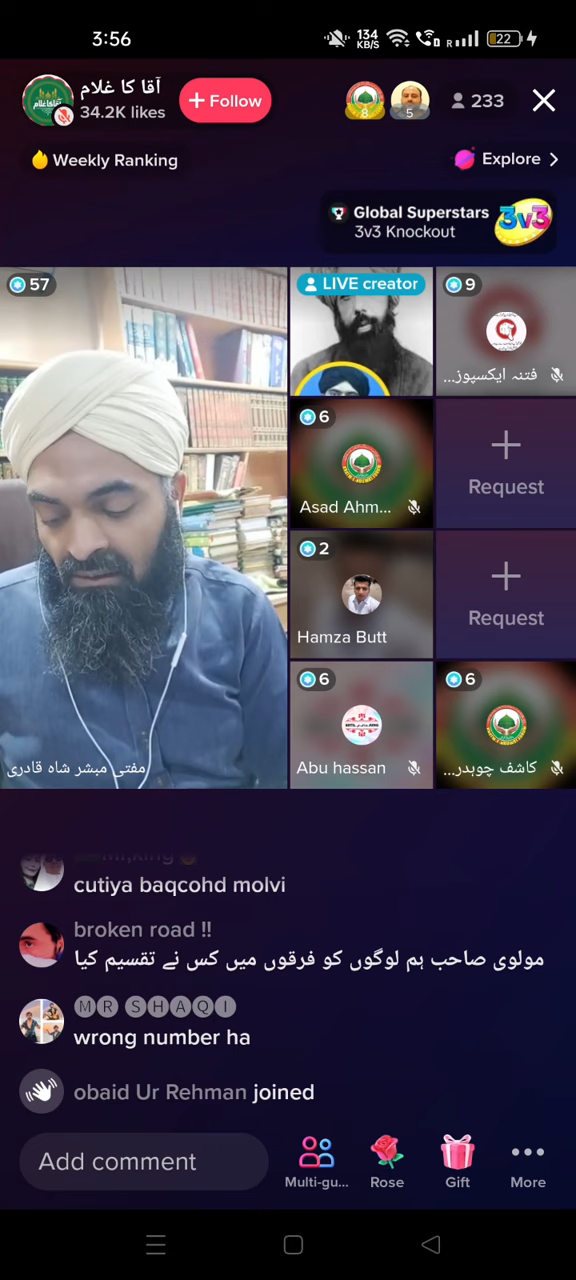 3:56
134
KB/S
R
22
آقا کا غلام
34.2K likes
+ Follow
8
5
233
Weekly Ranking
Explore >
Global Superstars
3v3 Knockout
3v3
57
LIVE creator
9
فتنہ ایکسپوز...
6
Asad Ahm...
Request
2
Hamza Butt
Request
مفتی مبشر شاہ قادری
6
Abu hassan
6
کاشف چوہدر...
cutiya baqcohd molvi
broken road !!
مولوی صاحب ہم لوگوں کو فرقوں میں کس نے تقسیم کیا
MR SHAQI
wrong number ha
obaid Ur Rehman joined
Add comment
Multi-gu...
Rose
Gift
More